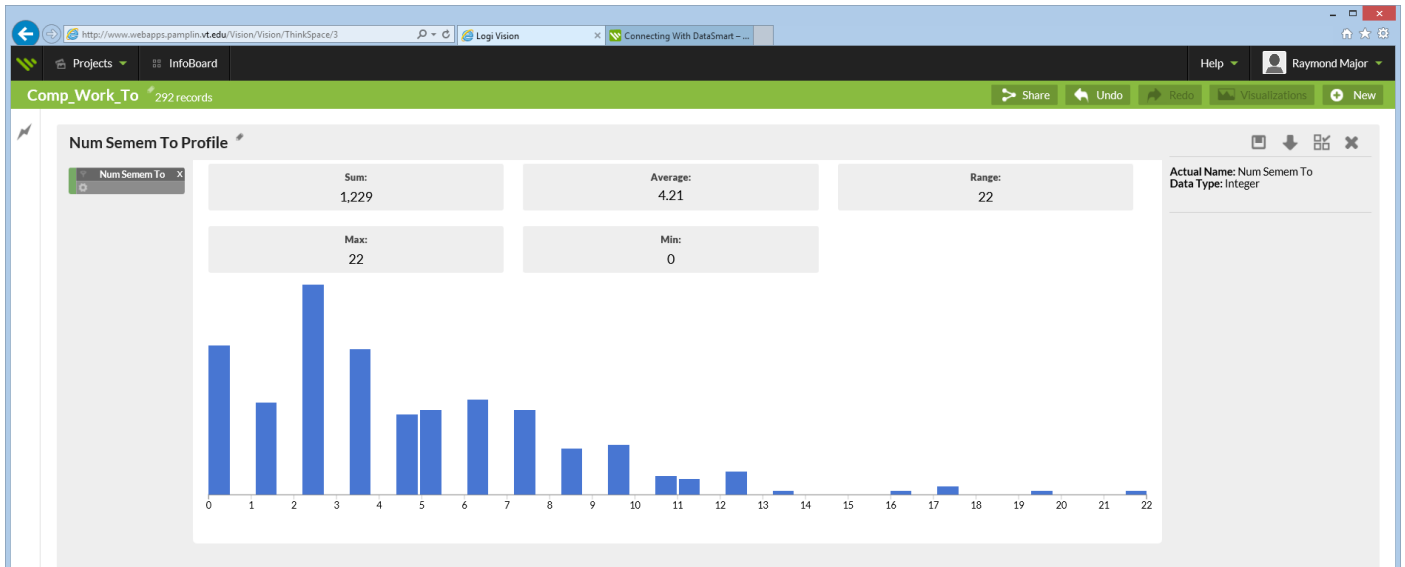 http://www.webapps.pamplin.vt.edu/Vision/Vision/ThinkSpace/3
Logi Vision
Connecting With DataSmart – ...
Projects
InfoBoard
Help
Raymond Major
Comp_Work_To
292 records
Share
Undo
Redo
Visualizations
New
Num Semem To Profile
Num Semem To X
Sum:
1,229
Average:
4.21
Range:
22
Max:
22
Min:
0
Actual Name: Num Semem To
Data Type: Integer
0 1 2 3 4 5 6 7 8 9 10 11 12 13 14 15 16 17 18 19 20 21 22